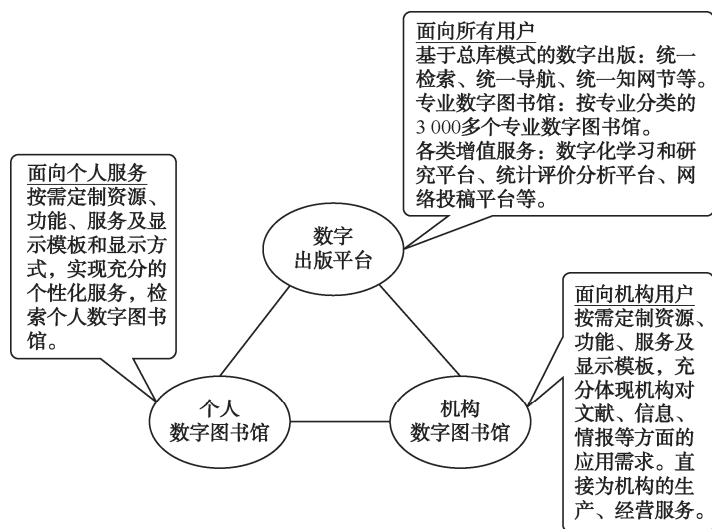 面向所有用户
基于总库模式的数字出版：统一
检索、统一导航、统一知网节等。
专业数字图书馆：按专业分类的
3 000多个专业数字图书馆。
各类增值服务：数字化学习和研
究平台、统计评价分析平台、网
络投稿平台等。
面向个人服务
按需定制资源、
功能、服务及显
示模板和显示方
式，实现充分的
个性化服务，检
索个人数字图书
馆。
数字
出版平台
面向机构用户
按需定制资源、
功能、服务及
显示模板，充
分体现机构对
文献、信息、
情报等方面的
应用需求。直
接为机构的生
产、经营服务。
个人
数字图书馆
机构
数字图书馆